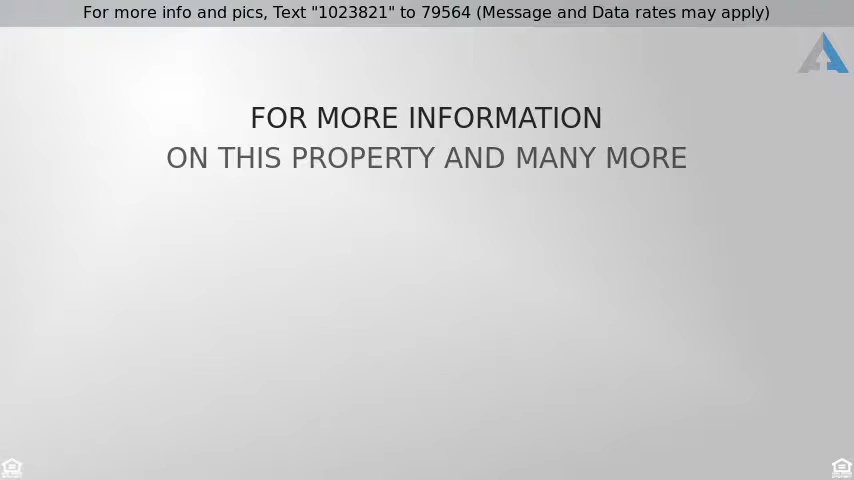 For more info and pics, Text "1023821" to 79564 (Message and Data rates may apply)
FOR MORE INFORMATION
ON THIS PROPERTY AND MANY MORE